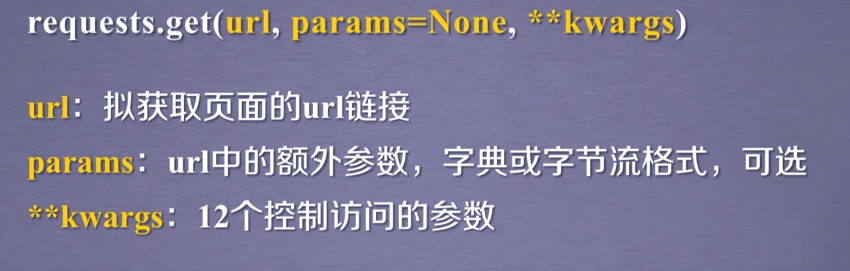 requests.get(url, params=None, **kwargs)
url：拟获取页面的url链接
params：url中的额外参数，字典或字节流格式，可选
**kwargs：12个控制访问的参数